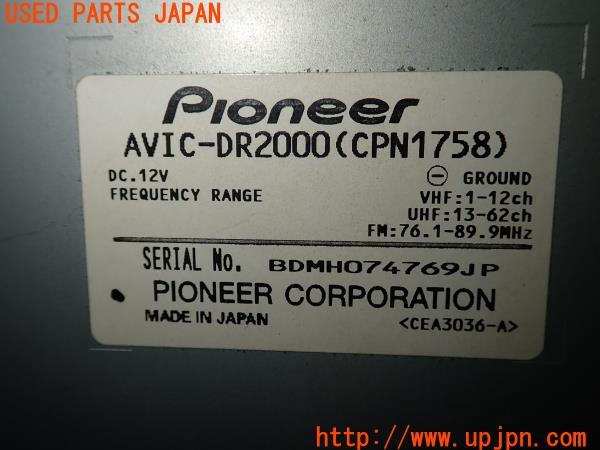 USED PARTS JAPAN
Pioneer
AVIC-DR2000(CPN1758)
DC.12V
⊖ GROUND
FREQUENCY RANGE
VHF:1-12ch
UHF:13-62ch
FM:76.1-89.9MHz
SERIAL No. BDMH074769JP
PIONEER CORPORATION
MADE IN JAPAN
<CEA3036-A>
UPJ
http://www.upjpn.com